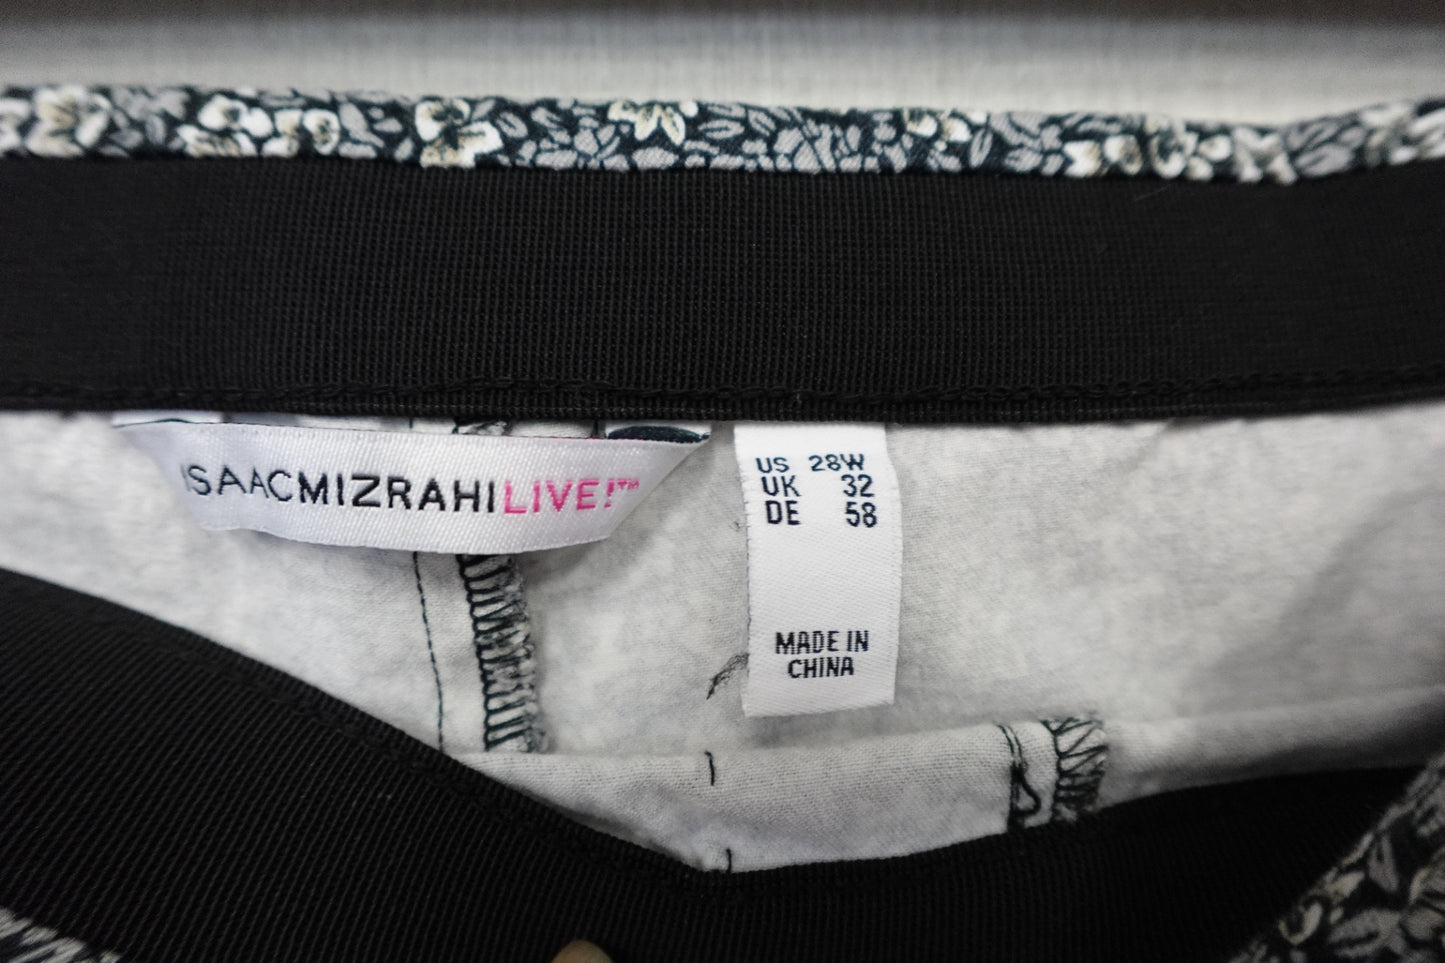 ISAACMIZRAHILIVE!™
US 28W
UK 32
DE 58
MADE IN
CHINA